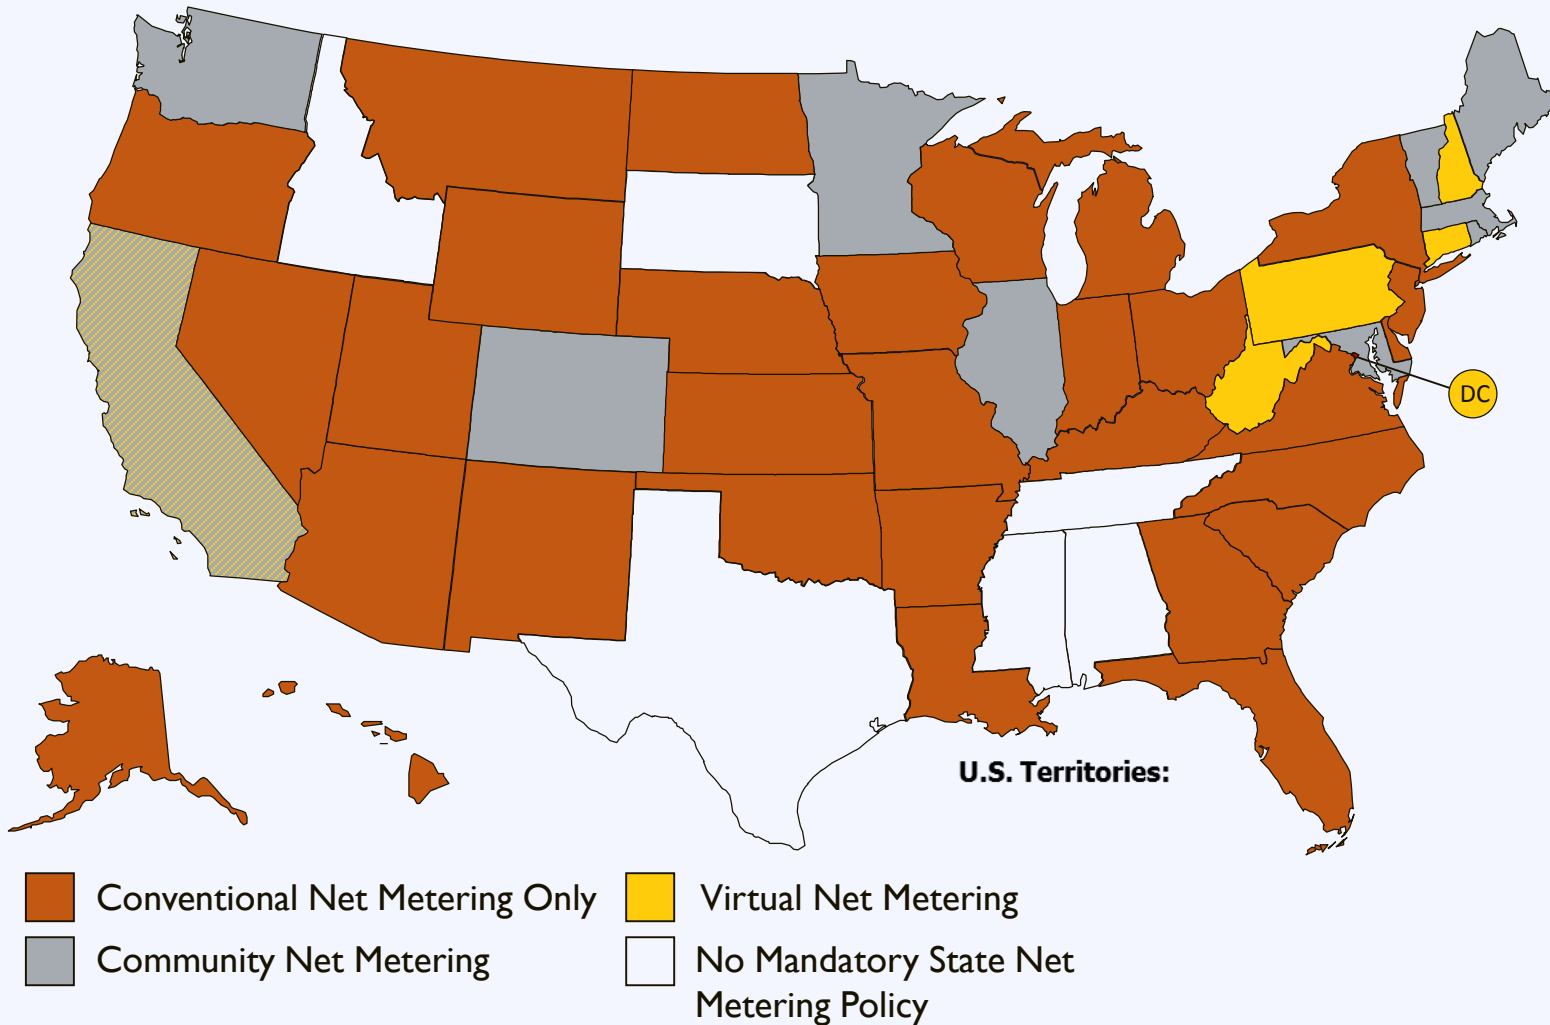 DC
U.S. Territories:
Conventional Net Metering Only
Virtual Net Metering
Community Net Metering
No Mandatory State Net
Metering Policy